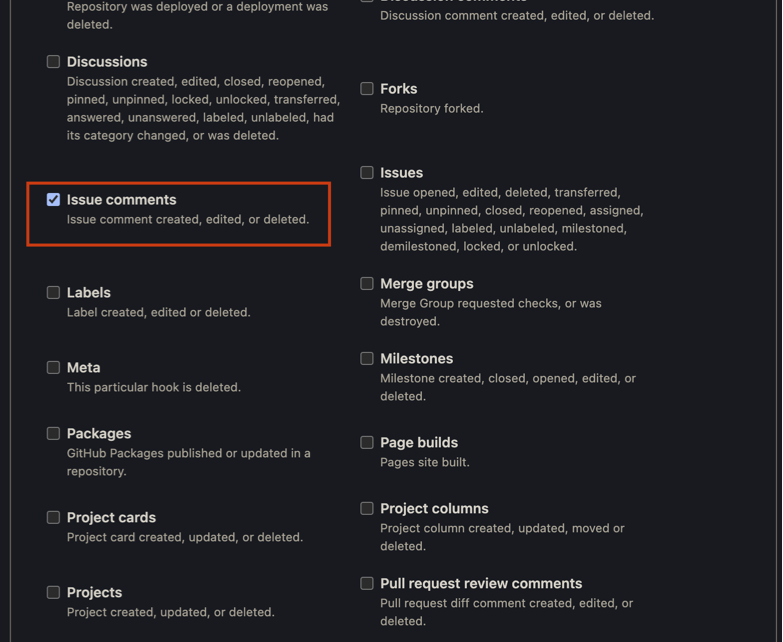 Repository was deployed or a deployment was
deleted.
Discussions
Discussion created, edited, closed, reopened,
pinned, unpinned, locked, unlocked, transferred,
answered, unanswered, labeled, unlabeled, had
its category changed, or was deleted.
Issue comments
Issue comment created, edited, or deleted.
Labels
Label created, edited or deleted.
Meta
This particular hook is deleted.
Packages
GitHub Packages published or updated in a
repository.
Project cards
Project card created, updated, or deleted.
Projects
Project created, updated, or deleted.
Discussion comment created, edited, or deleted.
Forks
Repository forked.
Issues
Issue opened, edited, deleted, transferred,
pinned, unpinned, closed, reopened, assigned,
unassigned, labeled, unlabeled, milestoned,
demilestoned, locked, or unlocked.
Merge groups
Merge Group requested checks, or was
destroyed.
Milestones
Milestone created, closed, opened, edited, or
deleted.
Page builds
Pages site built.
Project columns
Project column created, updated, moved or
deleted.
Pull request review comments
Pull request diff comment created, edited, or
deleted.